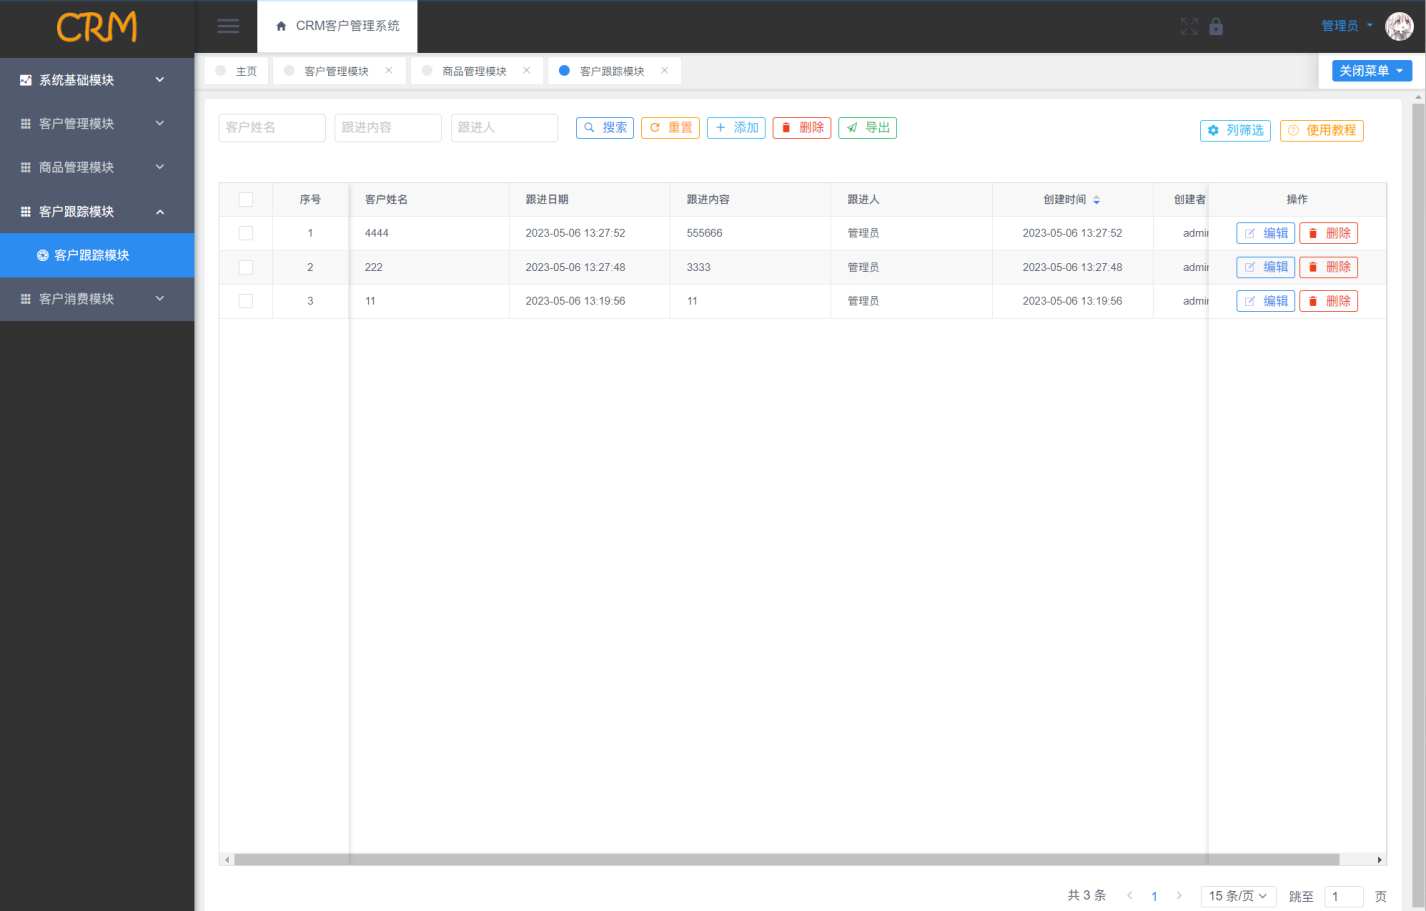 CRM
CRM客户管理系统
管理员
系统基础模块
客户管理模块
商品管理模块
客户跟踪模块
客户跟踪模块
客户消费模块
主页 客户管理模块 商品管理模块 客户跟踪模块 关闭菜单
客户姓名 跟进内容 跟进人 搜索 重置 添加 删除 导出 列筛选 使用教程
序号 客户姓名 跟进日期 跟进内容 跟进人 创建时间 创建者 操作
1 4444 2023-05-06 13:27:52 555666 管理员 2023-05-06 13:27:52 admin 编辑 删除
2 222 2023-05-06 13:27:48 3333 管理员 2023-05-06 13:27:48 admin 编辑 删除
3 11 2023-05-06 13:19:56 11 管理员 2023-05-06 13:19:56 admin 编辑 删除
共 3 条 1 15 条/页 跳至 1 页